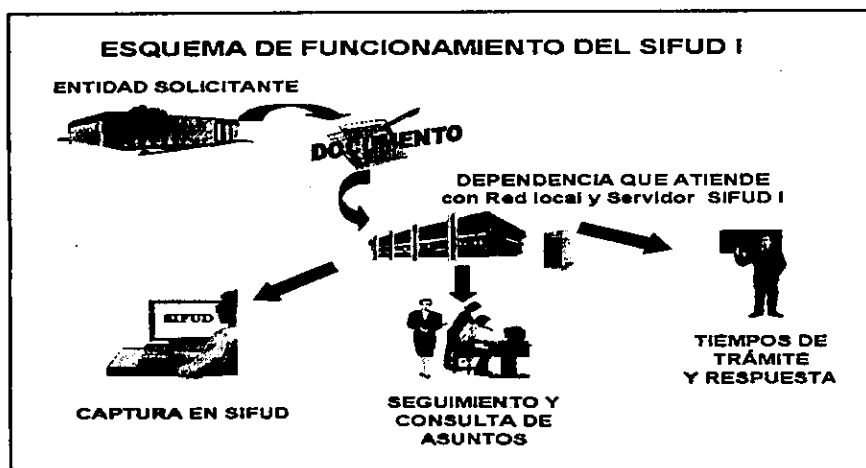 ESQUEMA DE FUNCIONAMIENTO DEL SIFUD I
ENTIDAD SOLICITANTE
DOCUMENTO
DEPENDENCIA QUE ATIENDE
con Red local y Servidor SIFUD I
SIFUD
CAPTURA EN SIFUD
SEGUIMIENTO Y
CONSULTA DE
ASUNTOS
TIEMPOS DE
TRÁMITE
Y RESPUESTA